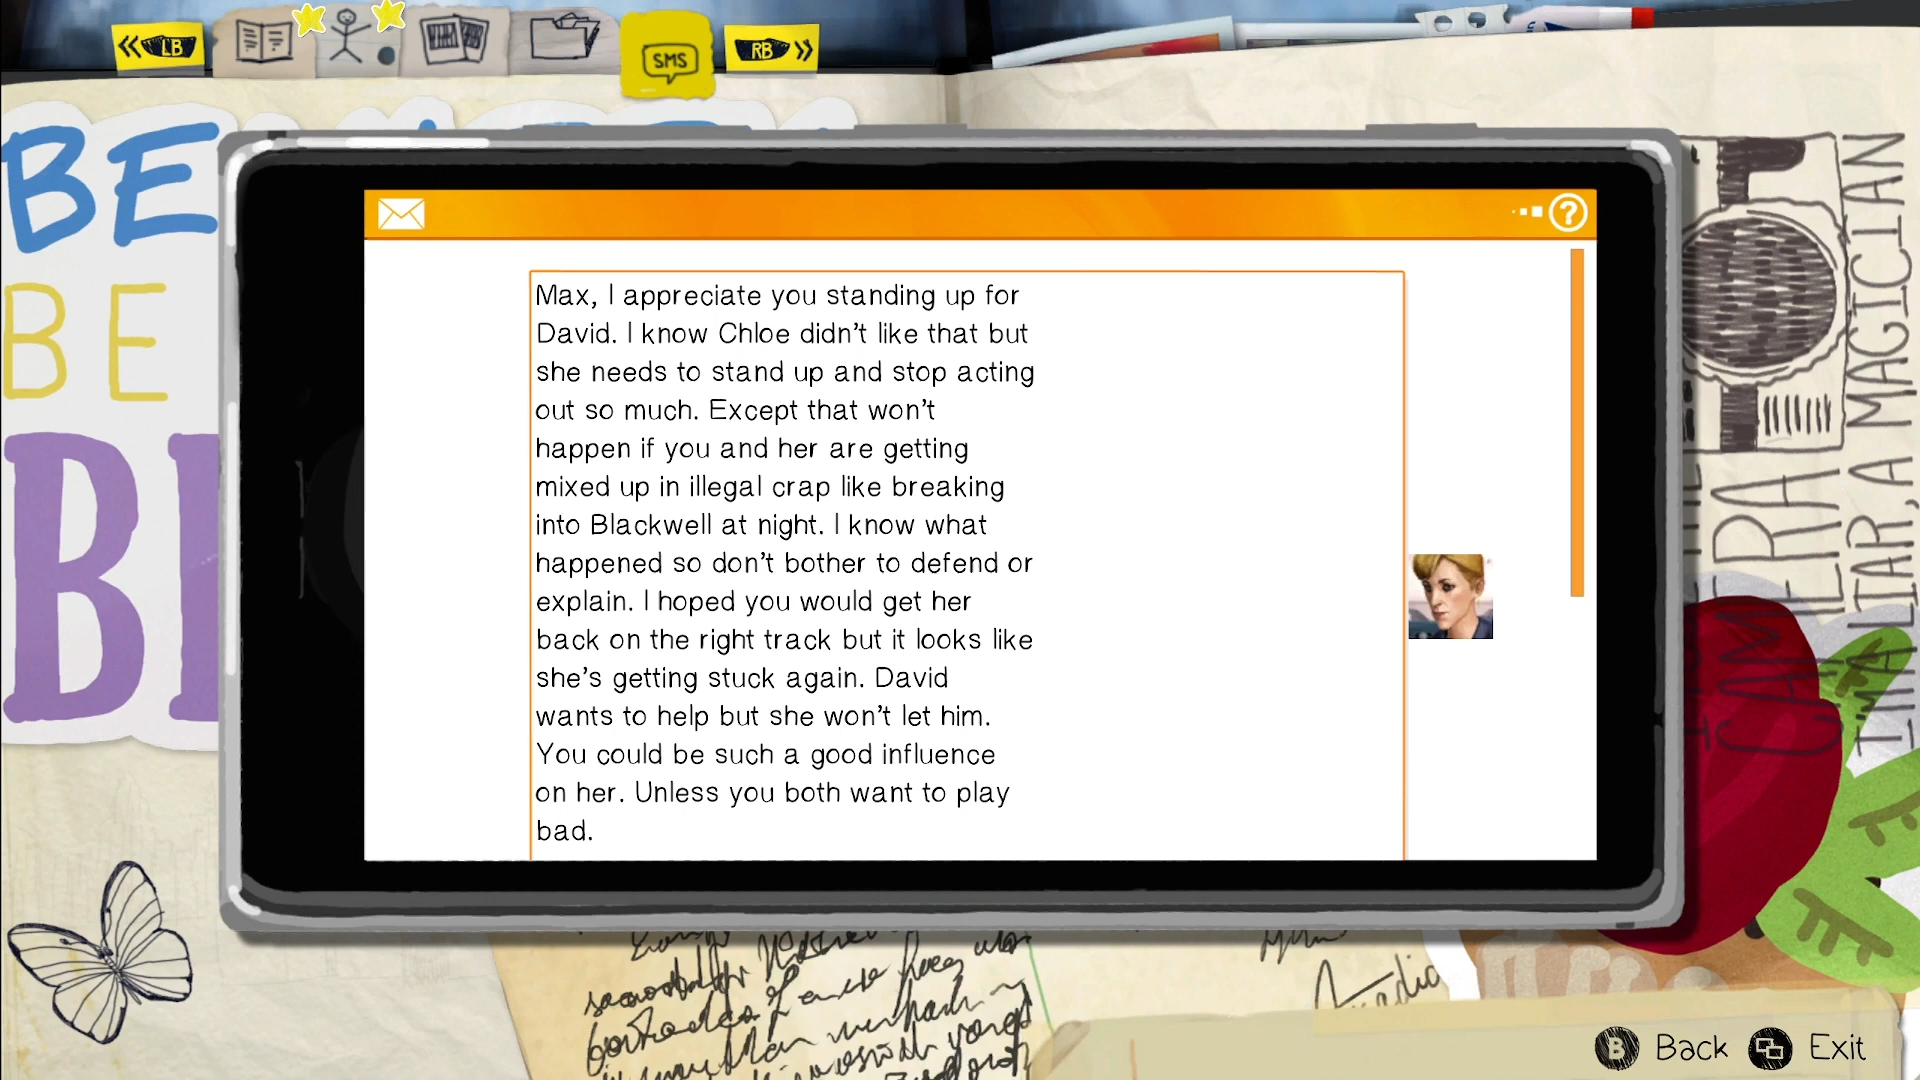 LB
SMS
RB
BE
BE
Max, I appreciate you standing up for
David. I know Chloe didn't like that but
she needs to stand up and stop acting
out so much. Except that won't
happen if you and her are getting
mixed up in illegal crap like breaking
into Blackwell at night. I know what
happened so don't bother to defend or
explain. I hoped you would get her
back on the right track but it looks like
she's getting stuck again. David
wants to help but she won't let him.
You could be such a good influence
on her. Unless you both want to play
bad.
CAMERA
I'M A LIAR, A MAGICIAN
B Back
Exit